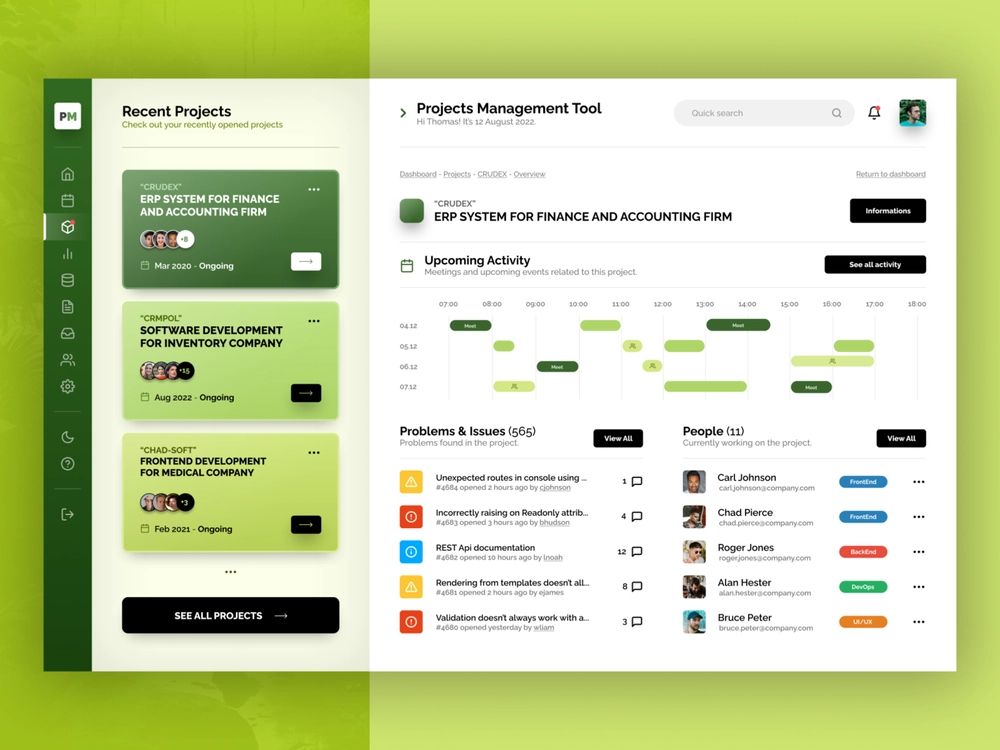 PM
Recent Projects
Check out your recently opened projects
"CRUDEX"
ERP SYSTEM FOR FINANCE
AND ACCOUNTING FIRM
+8
Mar 2020 - Ongoing
"CRMPOL"
SOFTWARE DEVELOPMENT
FOR INVENTORY COMPANY
+15
Aug 2022 - Ongoing
"CHAD-SOFT"
FRONTEND DEVELOPMENT
FOR MEDICAL COMPANY
+3
Feb 2021 - Ongoing
SEE ALL PROJECTS
Projects Management Tool
Hi Thomas! It's 12 August 2022.
Quick search
Dashboard - Projects - CRUDEX - Overview
Return to dashboard
"CRUDEX"
ERP SYSTEM FOR FINANCE AND ACCOUNTING FIRM
Informations
Upcoming Activity
Meetings and upcoming events related to this project.
See all activity
07:00 08:00 09:00 10:00 11:00 12:00 13:00 14:00 15:00 16:00 17:00 18:00
04.12 Meet Meet
05.12
06.12 Meet
07.12 Meet
Problems & Issues (565)
Problems found in the project.
View All
Unexpected routes in console using ...
#4684 opened 2 hours ago by cjohnson
1
Incorrectly raising on Readonly attrib...
#4683 opened 3 hours ago by bhudson
4
REST Api documentation
#4682 opened 10 hours ago by lnoah
12
Rendering from templates doesn't all...
#4681 opened 2 hours ago by ejames
8
Validation doesn't always work with a...
#4680 opened yesterday by wliam
3
People (11)
Currently working on the project.
View All
Carl Johnson
carl.johnson@company.com
FrontEnd
Chad Pierce
chad.pierce@company.com
FrontEnd
Roger Jones
roger.jones@company.com
BackEnd
Alan Hester
alan.hester@company.com
DevOps
Bruce Peter
bruce.peter@company.com
UI/UX